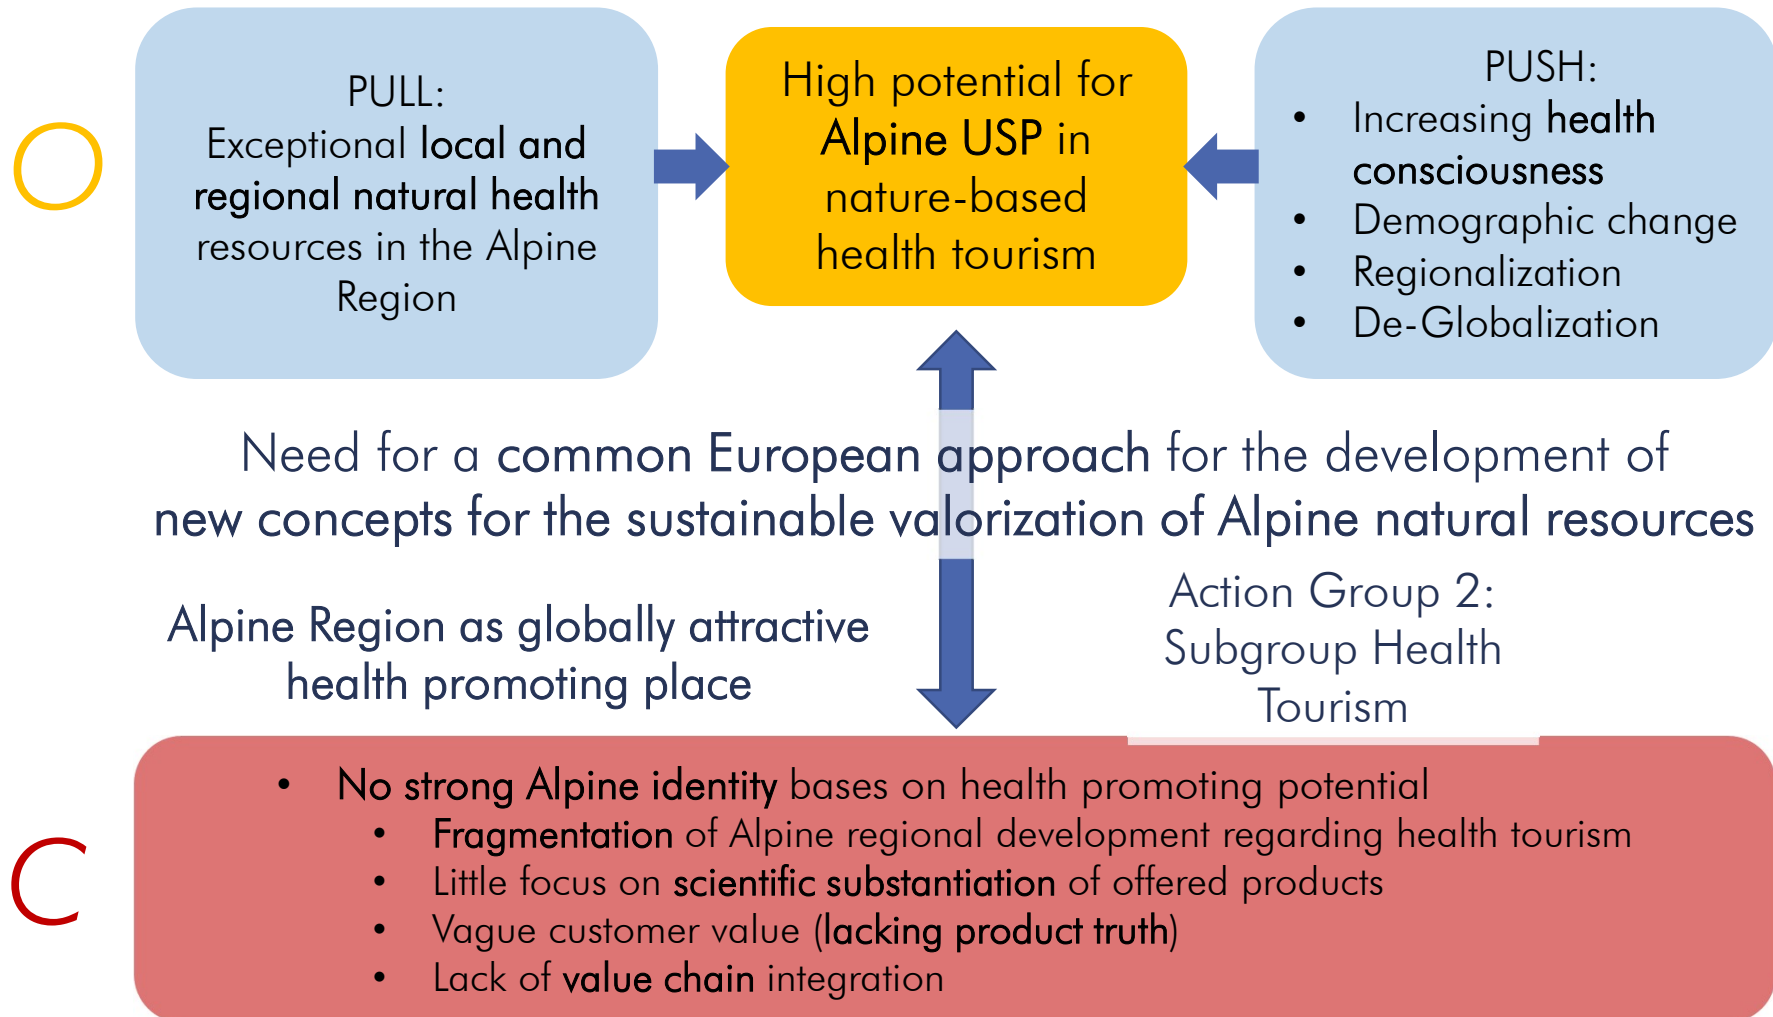 O
PULL:
Exceptional local and
regional natural health
resources in the Alpine
Region
High potential for
Alpine USP in
nature-based
health tourism
PUSH:
• Increasing health
consciousness
• Demographic change
• Regionalization
• De-Globalization
Need for a common European approach for the development of
new concepts for the sustainable valorization of Alpine natural resources
Alpine Region as globally attractive
health promoting place
Action Group 2:
Subgroup Health
Tourism
C
• No strong Alpine identity bases on health promoting potential
• Fragmentation of Alpine regional development regarding health tourism
• Little focus on scientific substantiation of offered products
• Vague customer value (lacking product truth)
• Lack of value chain integration